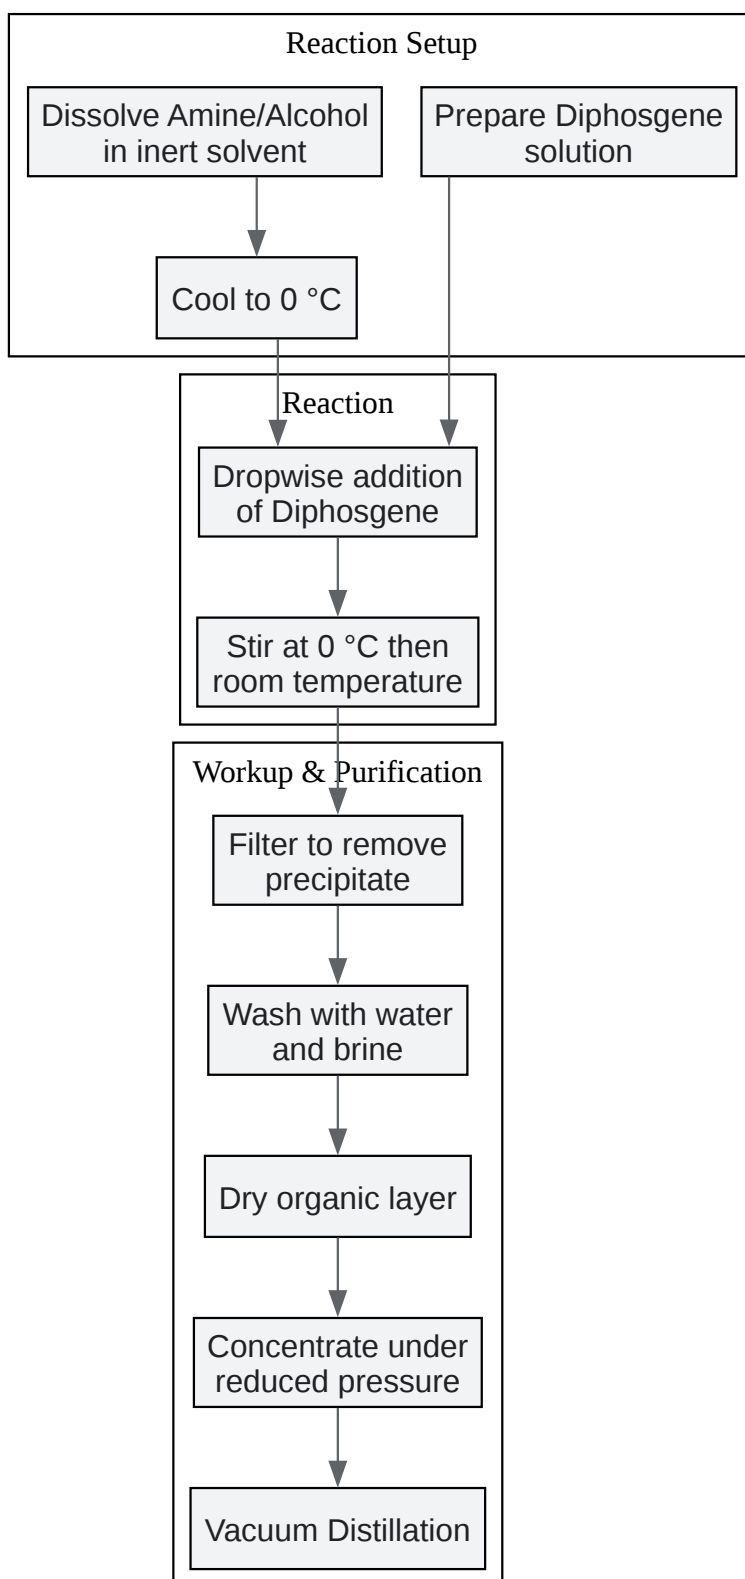 Reaction Setup
Dissolve Amine/Alcohol
in inert solvent
Prepare Diphosgene
solution
Cool to 0 °C
Reaction
Dropwise addition
of Diphosgene
Stir at 0 °C then
room temperature
Workup & Purification
Filter to remove
precipitate
Wash with water
and brine
Dry organic layer
Concentrate under
reduced pressure
Vacuum Distillation